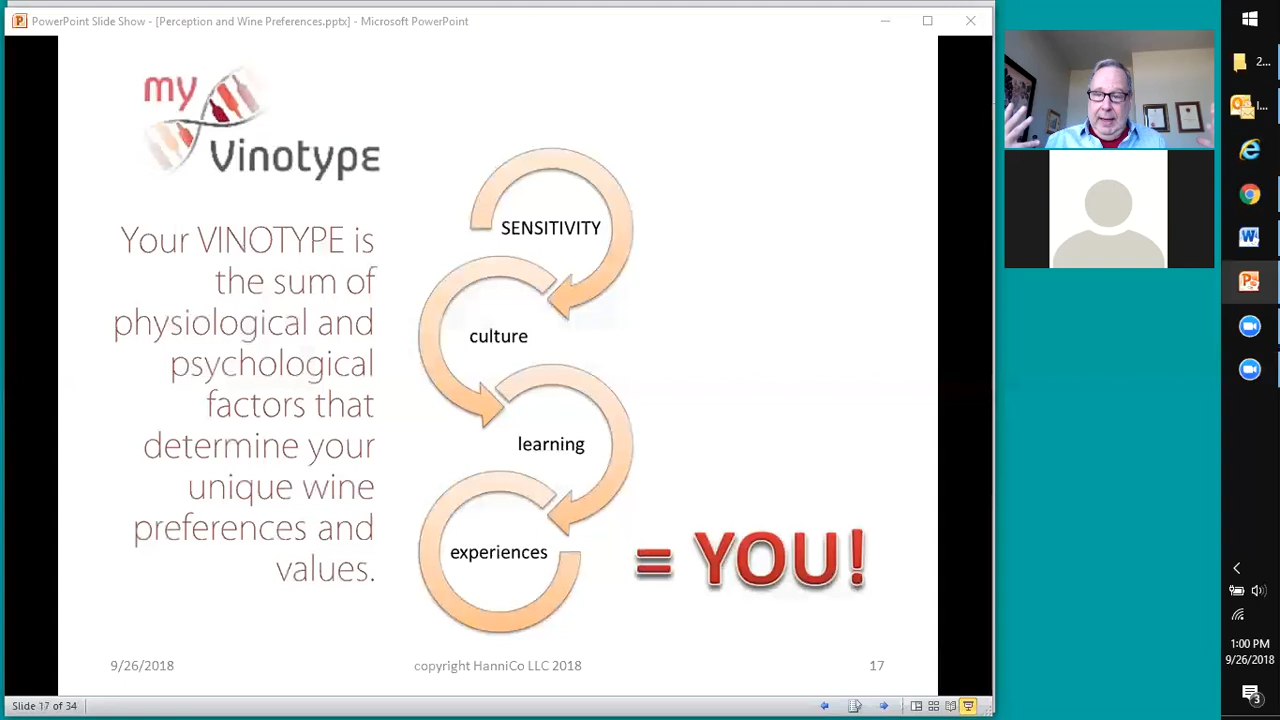 PowerPoint Slide Show - [Perception and Wine Preferences.pptx] - Microsoft PowerPoint
my
Vinotype
Your VINOTYPE is
the sum of
physiological and
psychological
factors that
determine your
unique wine
preferences and
values.
SENSITIVITY
culture
learning
experiences
= YOU!
9/26/2018
copyright HanniCo LLC 2018
17
Slide 17 of 34
2...
I...
1:00 PM
9/26/2018
3